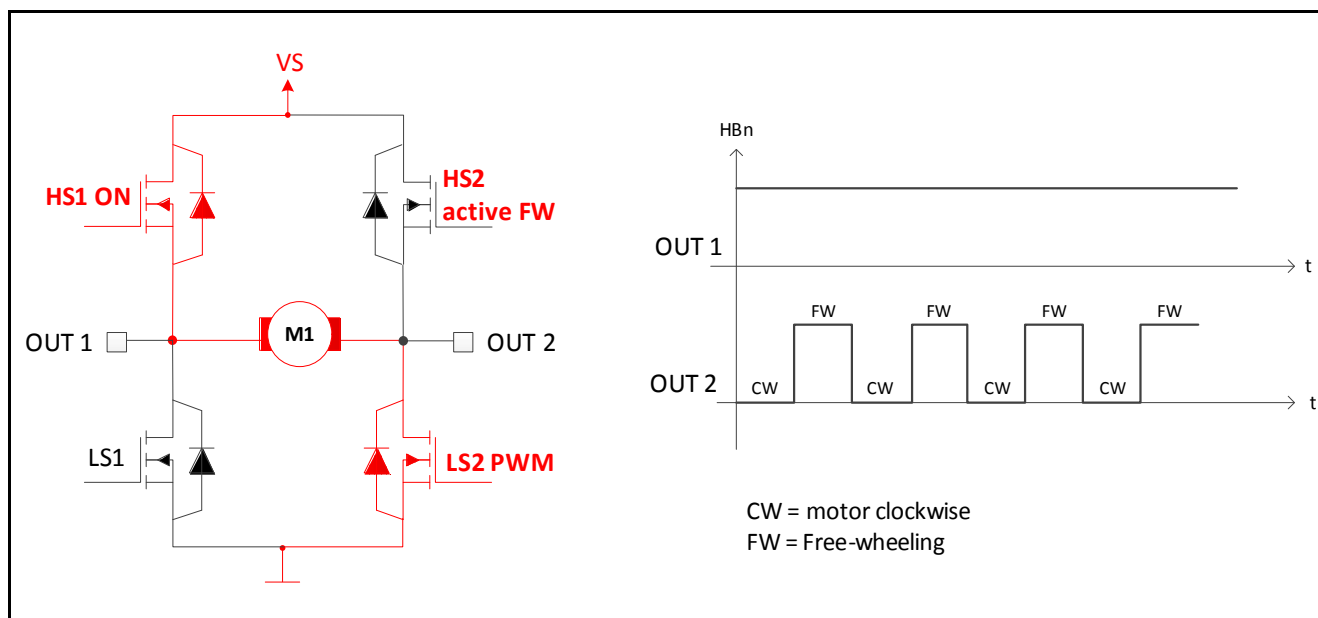 VS
HS1 ON
HS2
active FW
OUT 1
M1
OUT 2
LS1
LS2 PWM
HBn
OUT 1
t
FW
FW
FW
FW
OUT 2
CW
CW
CW
CW
t
CW = motor clockwise
FW = Free-wheeling